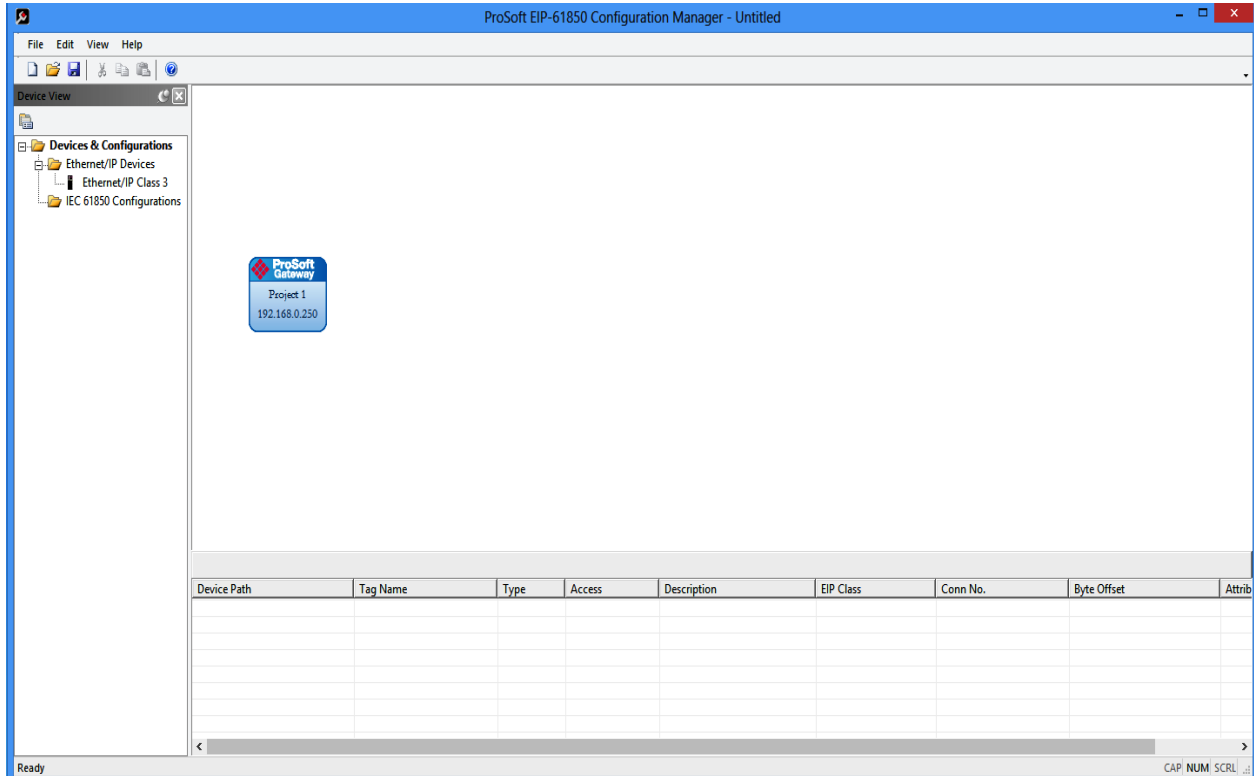 ProSoft EIP-61850 Configuration Manager - Untitled
File Edit View Help
Device View
Devices & Configurations
Ethernet/IP Devices
Ethernet/IP Class 3
IEC 61850 Configurations
ProSoft
Gateway
Project 1
192.168.0.250
Device Path Tag Name Type Access Description EIP Class Conn No. Byte Offset Attrib
Ready CAP NUM SCRL